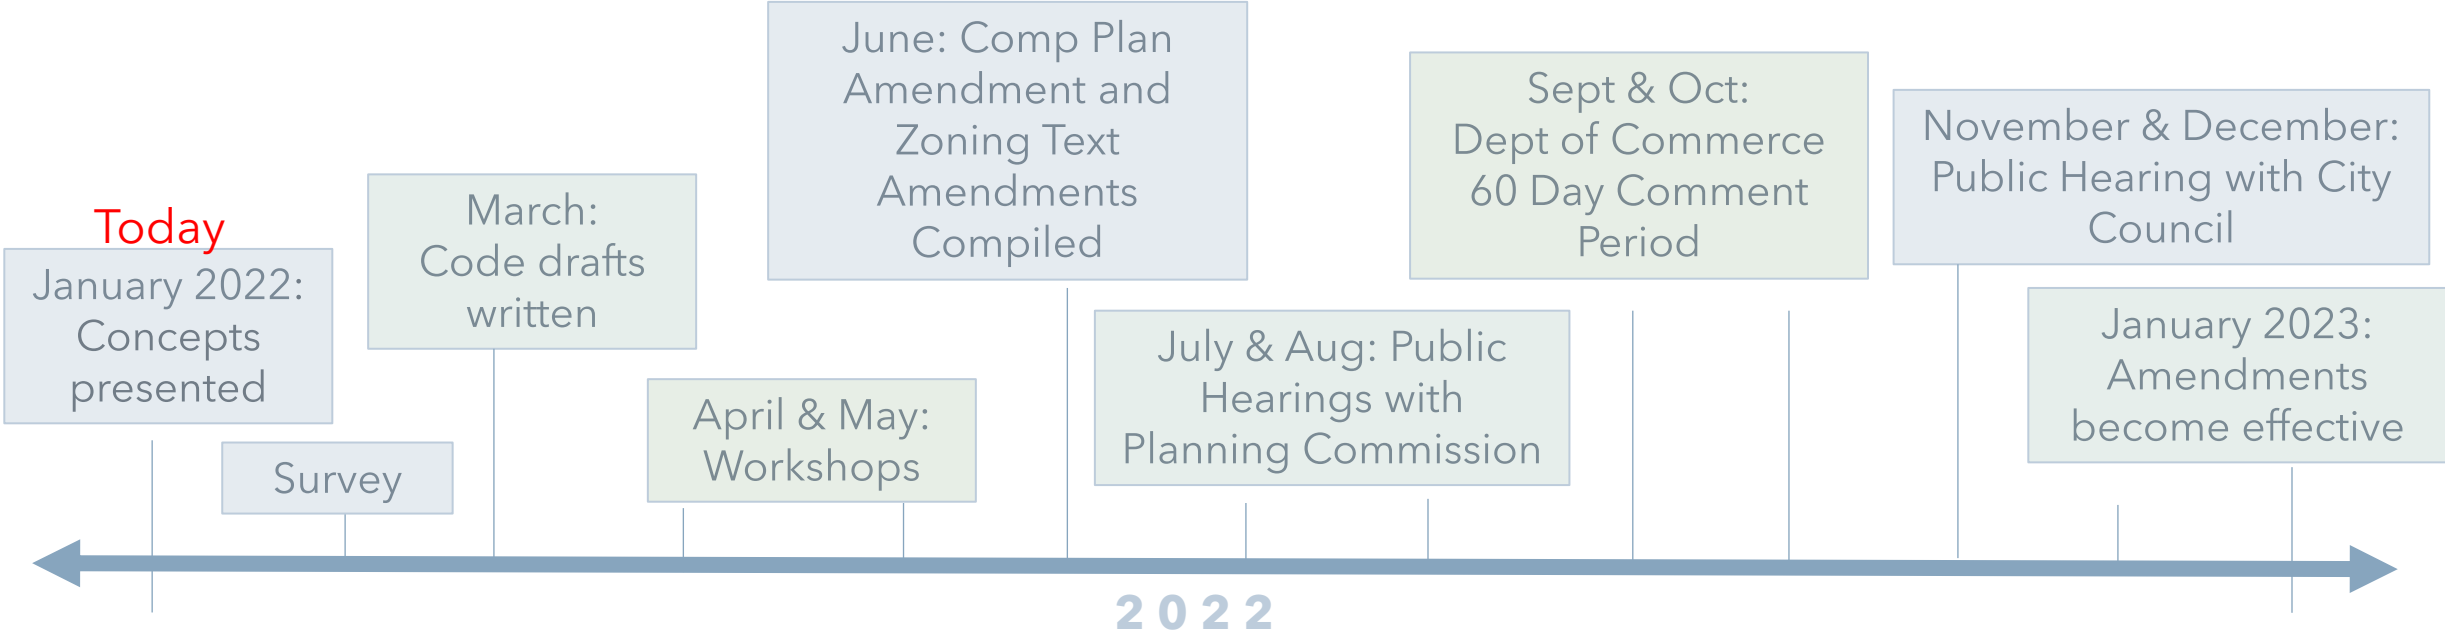 Today
January 2022:
Concepts
presented
Survey
March:
Code drafts
written
April & May:
Workshops
June: Comp Plan
Amendment and
Zoning Text
Amendments
Compiled
July & Aug: Public
Hearings with
Planning Commission
Sept & Oct:
Dept of Commerce
60 Day Comment
Period
November & December:
Public Hearing with City
Council
January 2023:
Amendments
become effective
2022